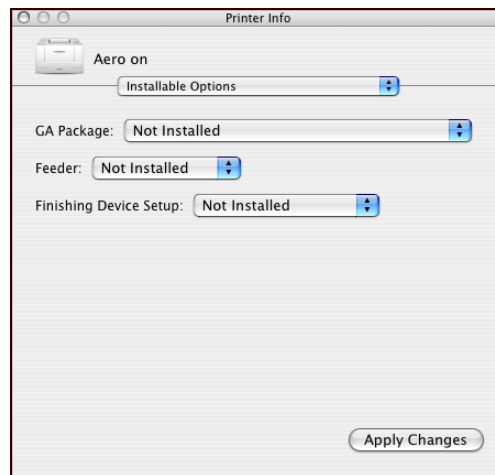 Printer Info
Aero on
Installable Options
GA Package: Not Installed
Feeder: Not Installed
Finishing Device Setup: Not Installed
Apply Changes